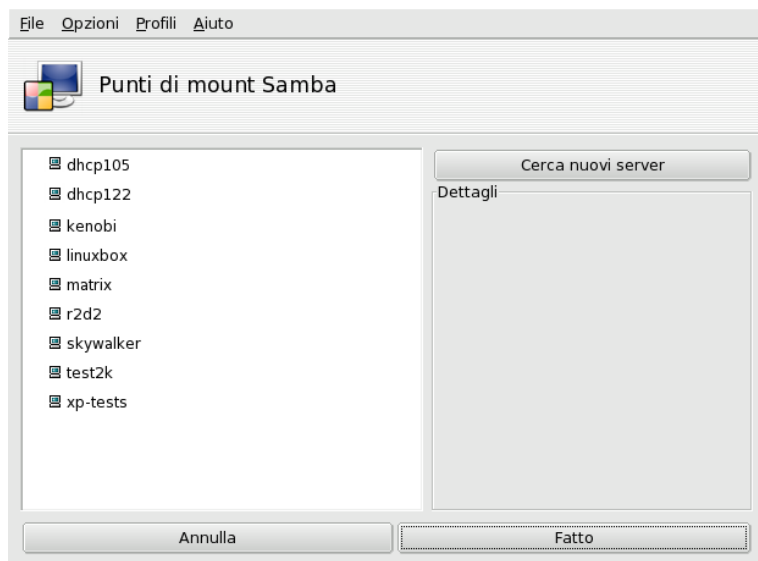 File Opzioni Profili Aiuto
Punti di mount Samba
dhcp105
dhcp122
kenobi
linuxbox
matrix
r2d2
skywalker
test2k
xp-tests
Cerca nuovi server
Dettagli
Annulla
Fatto